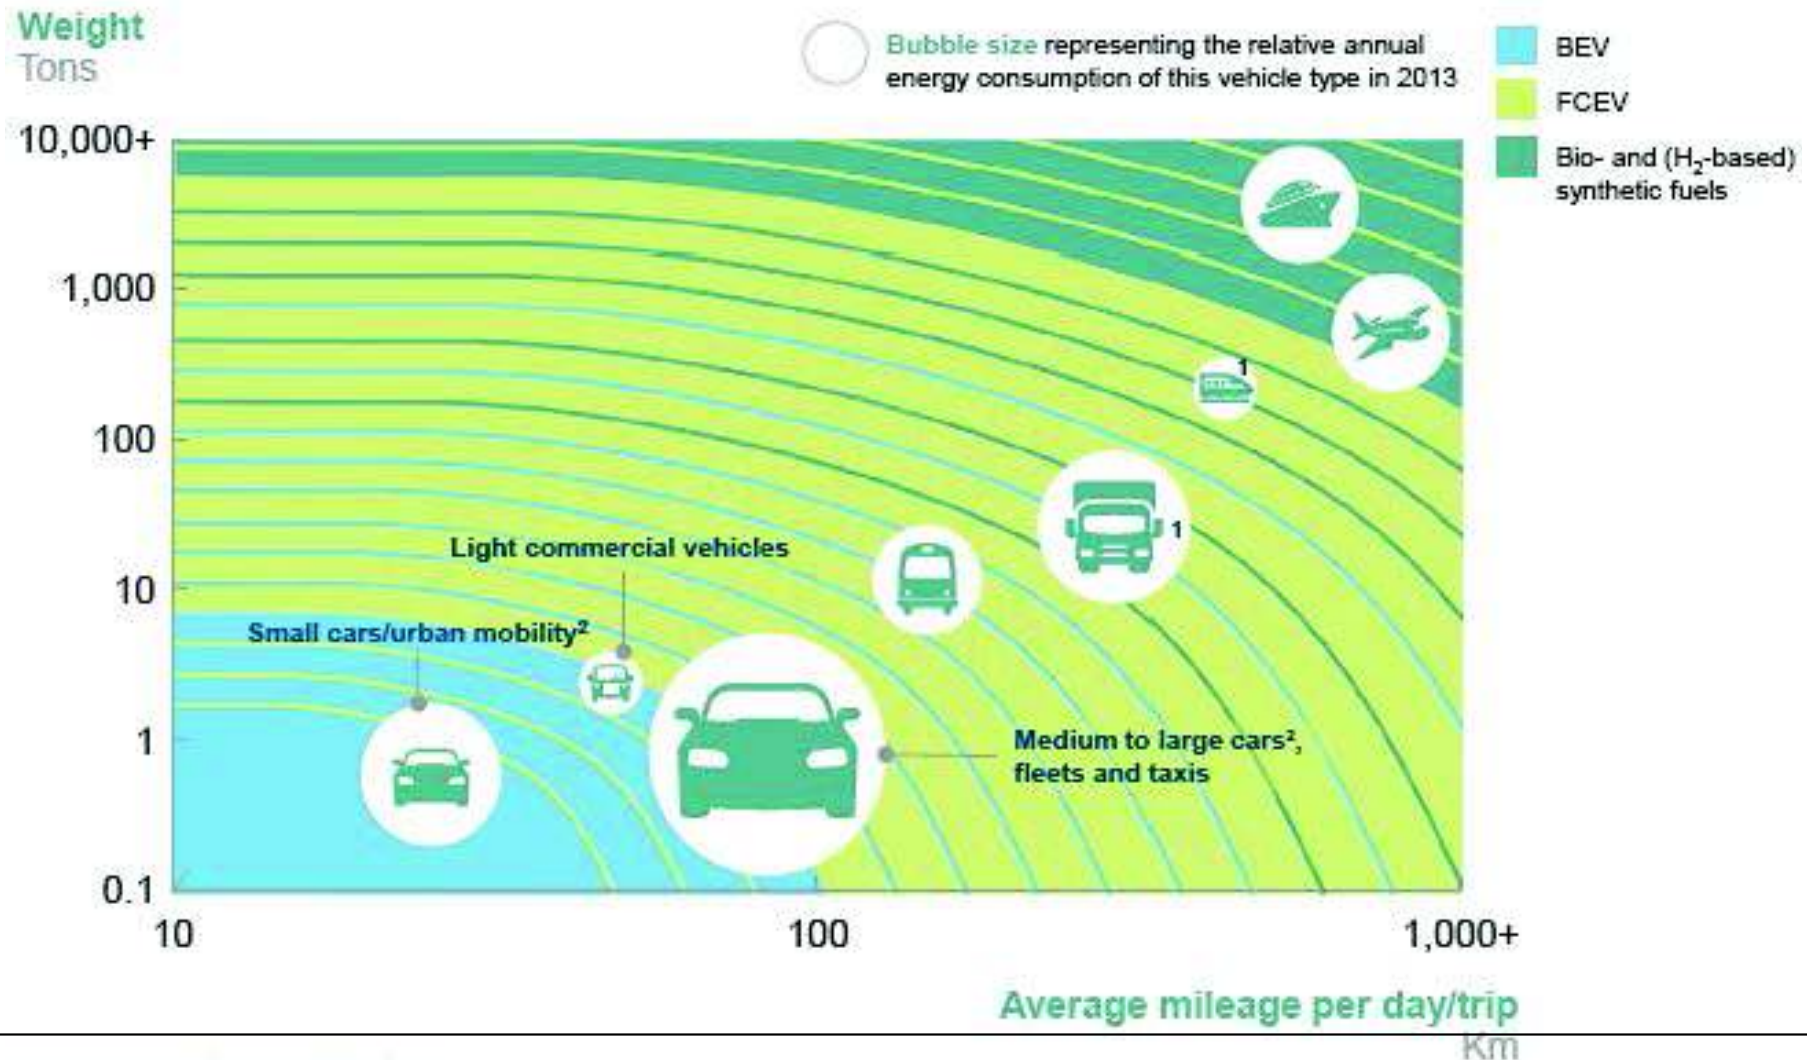 Weight
Tons
Bubble size representing the relative annual
energy consumption of this vehicle type in 2013
BEV
FCEV
Bio- and (H₂-based)
synthetic fuels
10,000+
1,000
100
10
1
0.1
1
1
Light commercial vehicles
Small cars/urban mobility²
Medium to large cars²,
fleets and taxis
10
100
1,000+
Average mileage per day/trip
Km